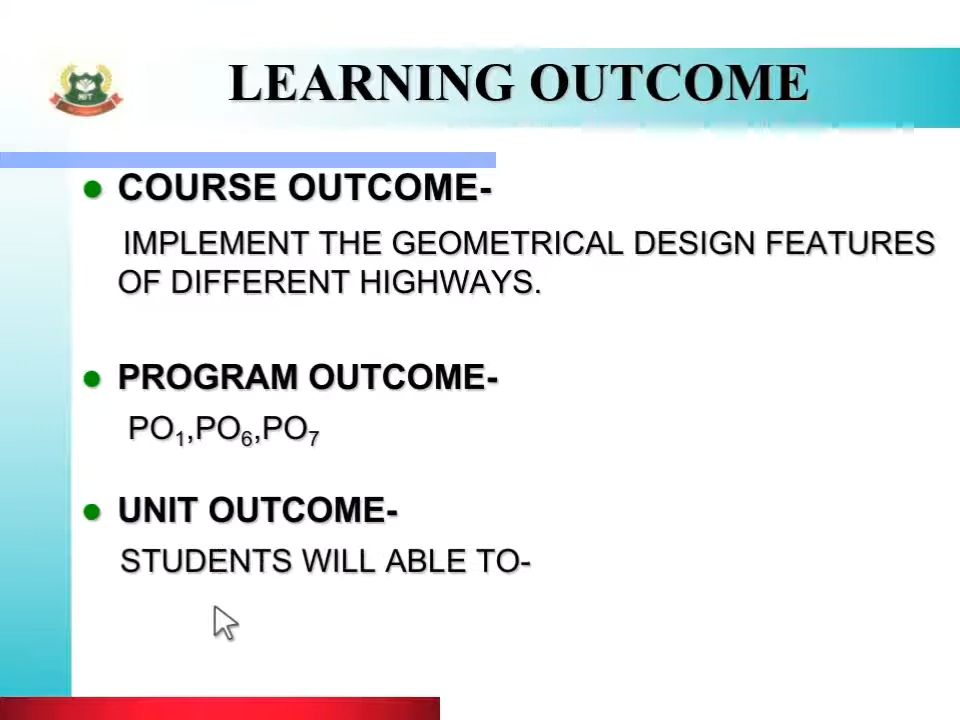 LEARNING OUTCOME
COURSE OUTCOME-
IMPLEMENT THE GEOMETRICAL DESIGN FEATURES
OF DIFFERENT HIGHWAYS.
PROGRAM OUTCOME-
PO₁,PO₆,PO₇
UNIT OUTCOME-
STUDENTS WILL ABLE TO-